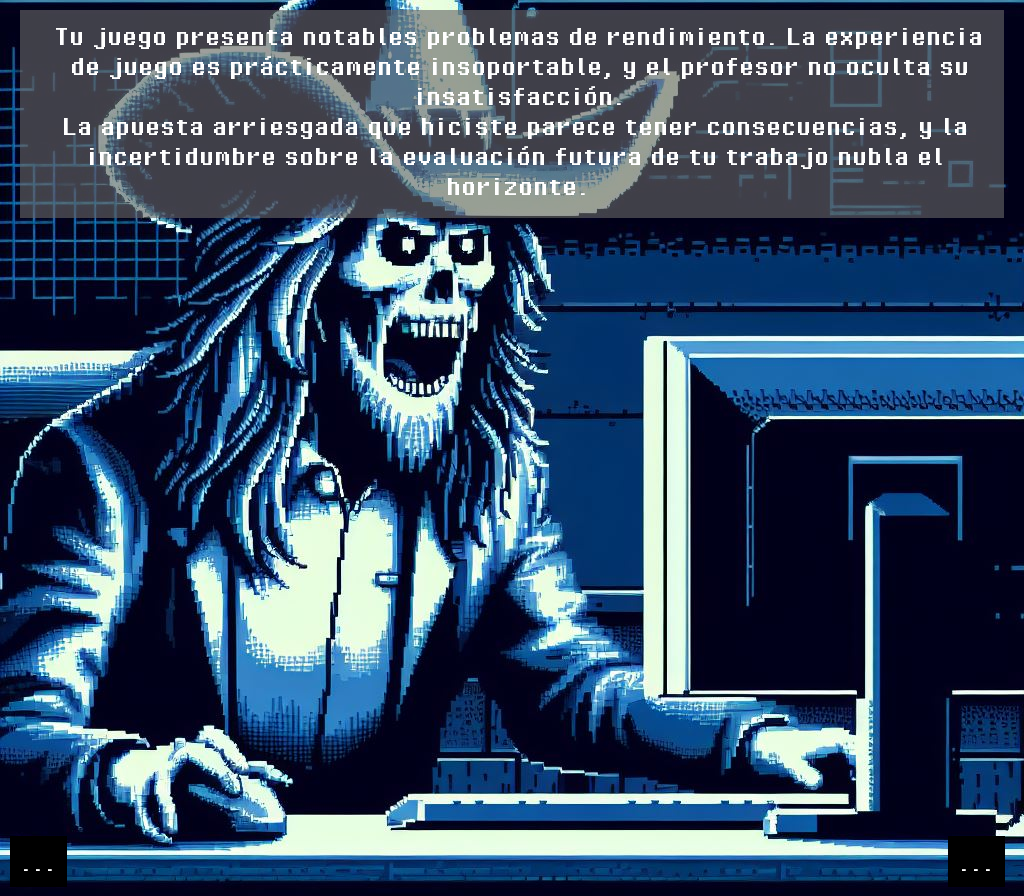 Tu juego presenta notables problemas de rendimiento. La experiencia
de juego es prácticamente insoportable, y el profesor no oculta su
insatisfacción.
La apuesta arriesgada que hiciste parece tener consecuencias, y la
incertidumbre sobre la evaluación futura de tu trabajo nubla el
horizonte.
...
...